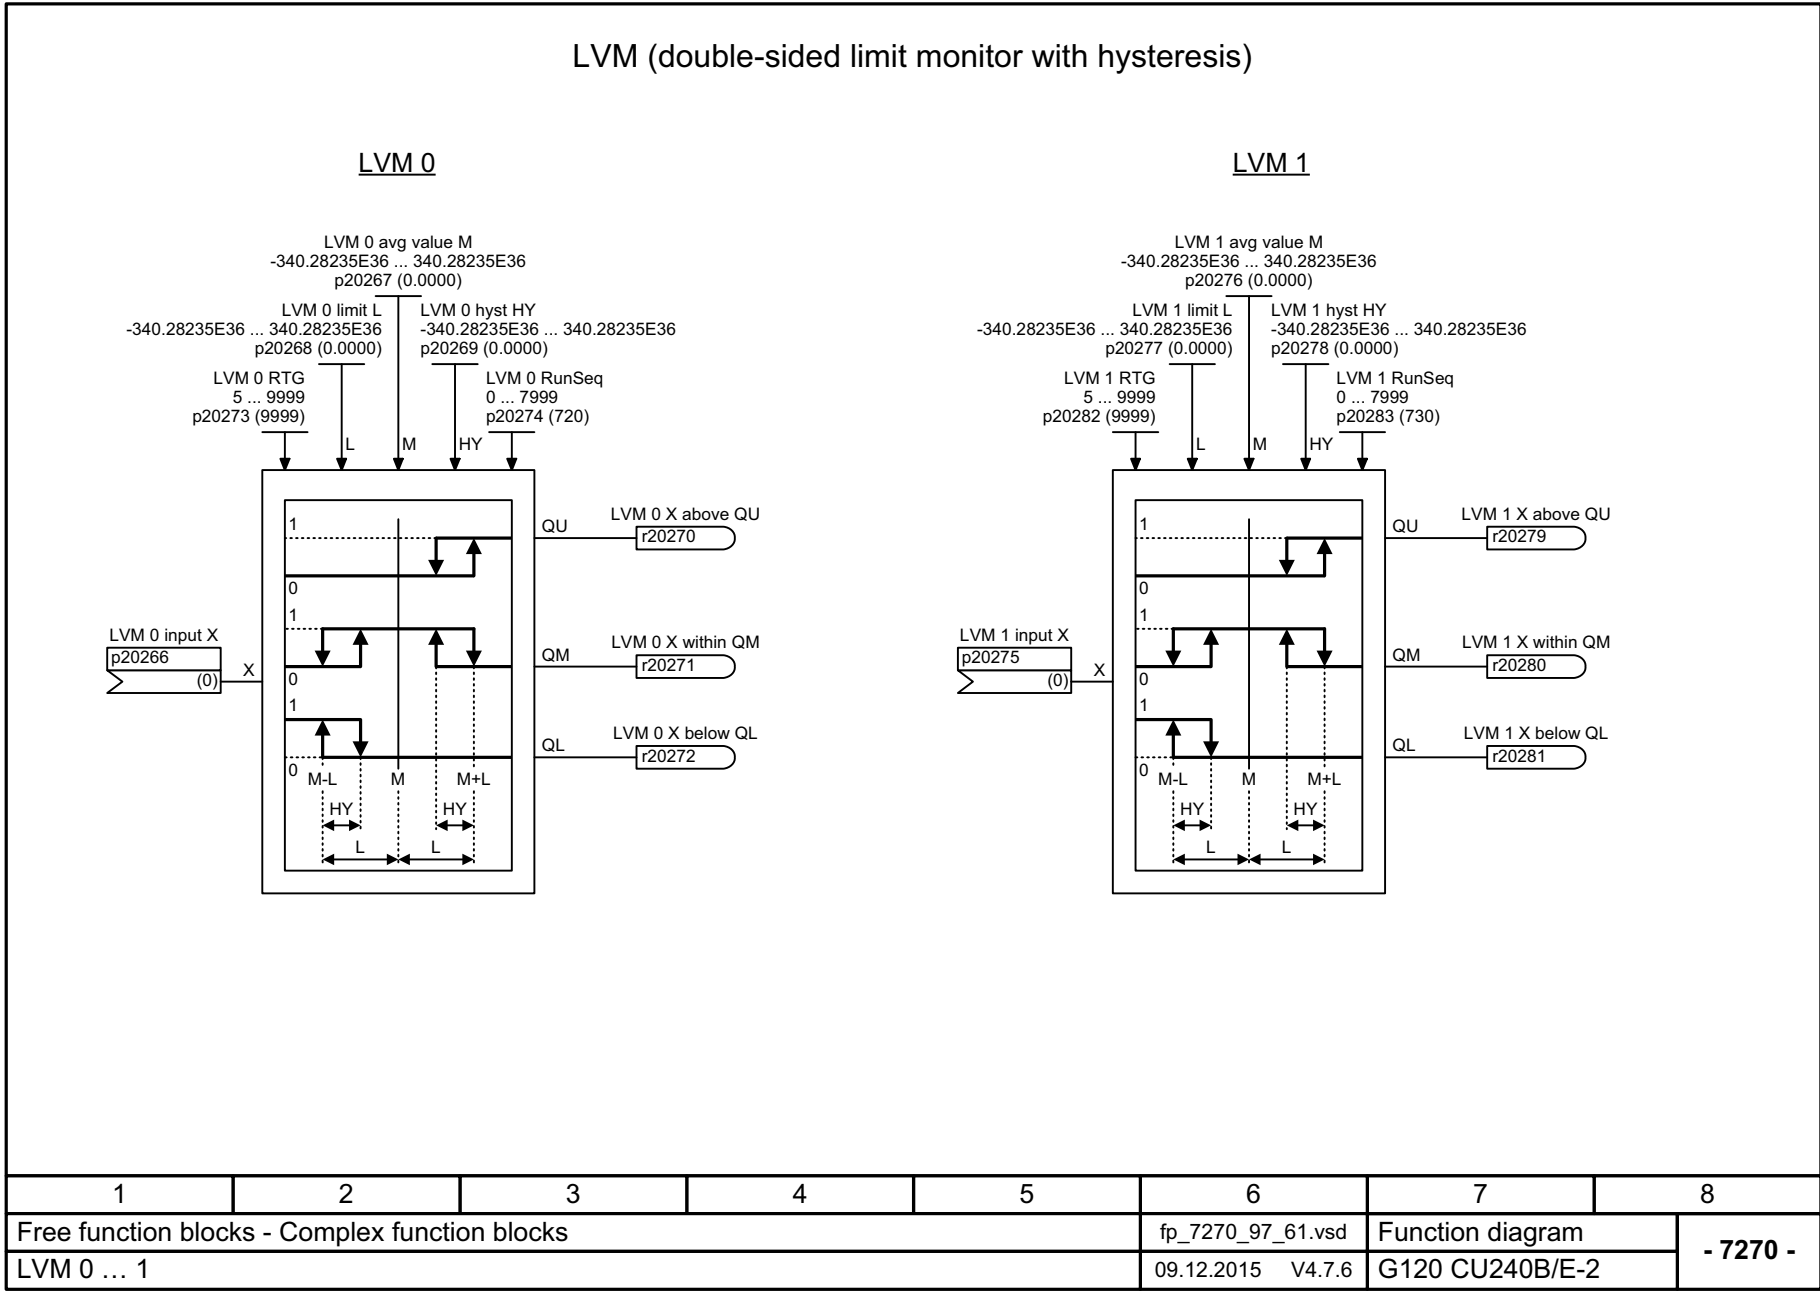 LVM (double-sided limit monitor with hysteresis)
LVM 0
LVM 0 avg value M
-340.28235E36 ... 340.28235E36
p20267 (0.0000)
LVM 0 limit L
-340.28235E36 ... 340.28235E36
p20268 (0.0000)
LVM 0 hyst HY
-340.28235E36 ... 340.28235E36
p20269 (0.0000)
LVM 0 RTG
5 ... 9999
p20273 (9999)
LVM 0 RunSeq
0 ... 7999
p20274 (720)
L
M
HY
LVM 0 input X
p20266
(0)
X
1
0
1
0
1
0
M-L
M
M+L
HY
HY
L
L
QU
LVM 0 X above QU
r20270
QM
LVM 0 X within QM
r20271
QL
LVM 0 X below QL
r20272
LVM 1
LVM 1 avg value M
-340.28235E36 ... 340.28235E36
p20276 (0.0000)
LVM 1 limit L
-340.28235E36 ... 340.28235E36
p20277 (0.0000)
LVM 1 hyst HY
-340.28235E36 ... 340.28235E36
p20278 (0.0000)
LVM 1 RTG
5 ... 9999
p20282 (9999)
LVM 1 RunSeq
0 ... 7999
p20283 (730)
L
M
HY
LVM 1 input X
p20275
(0)
X
1
0
1
0
1
0
M-L
M
M+L
HY
HY
L
L
QU
LVM 1 X above QU
r20279
QM
LVM 1 X within QM
r20280
QL
LVM 1 X below QL
r20281
1 2 3 4 5 6 7 8
Free function blocks - Complex function blocks
fp_7270_97_61.vsd
Function diagram
- 7270 -
LVM 0 … 1
09.12.2015 V4.7.6
G120 CU240B/E-2